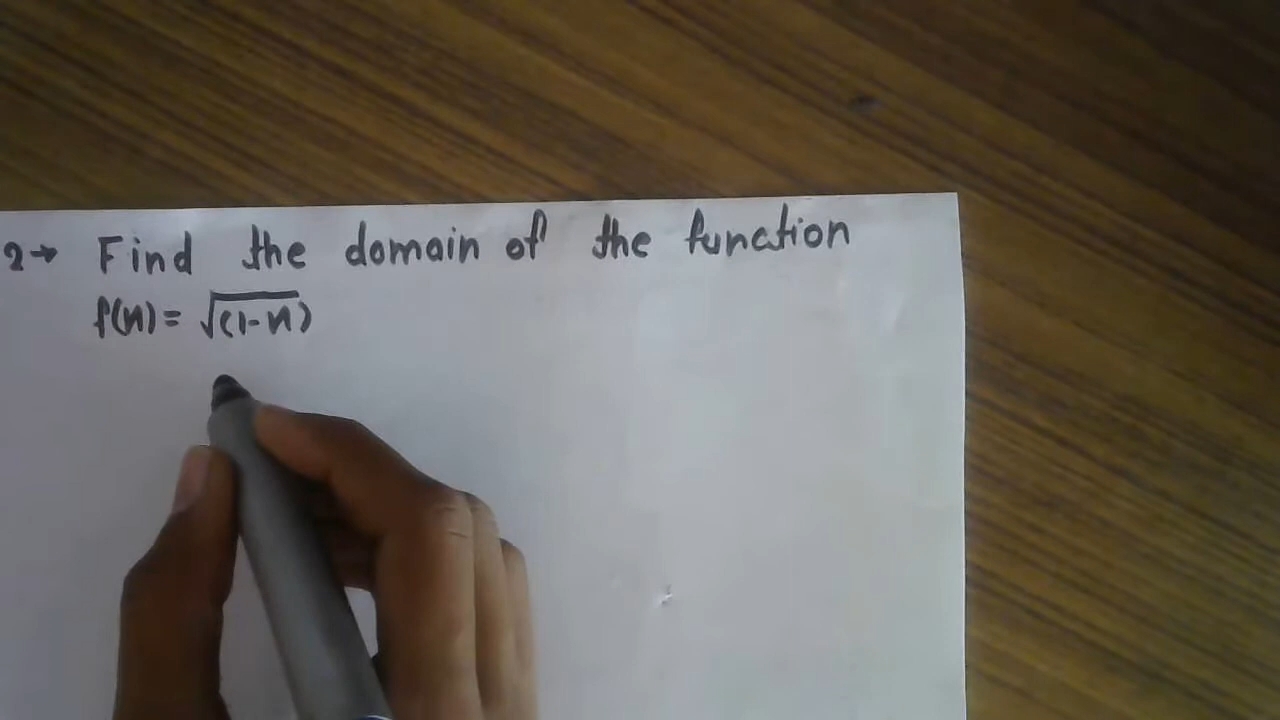 2→ Find the domain of the function
f(x) = √(1-x)